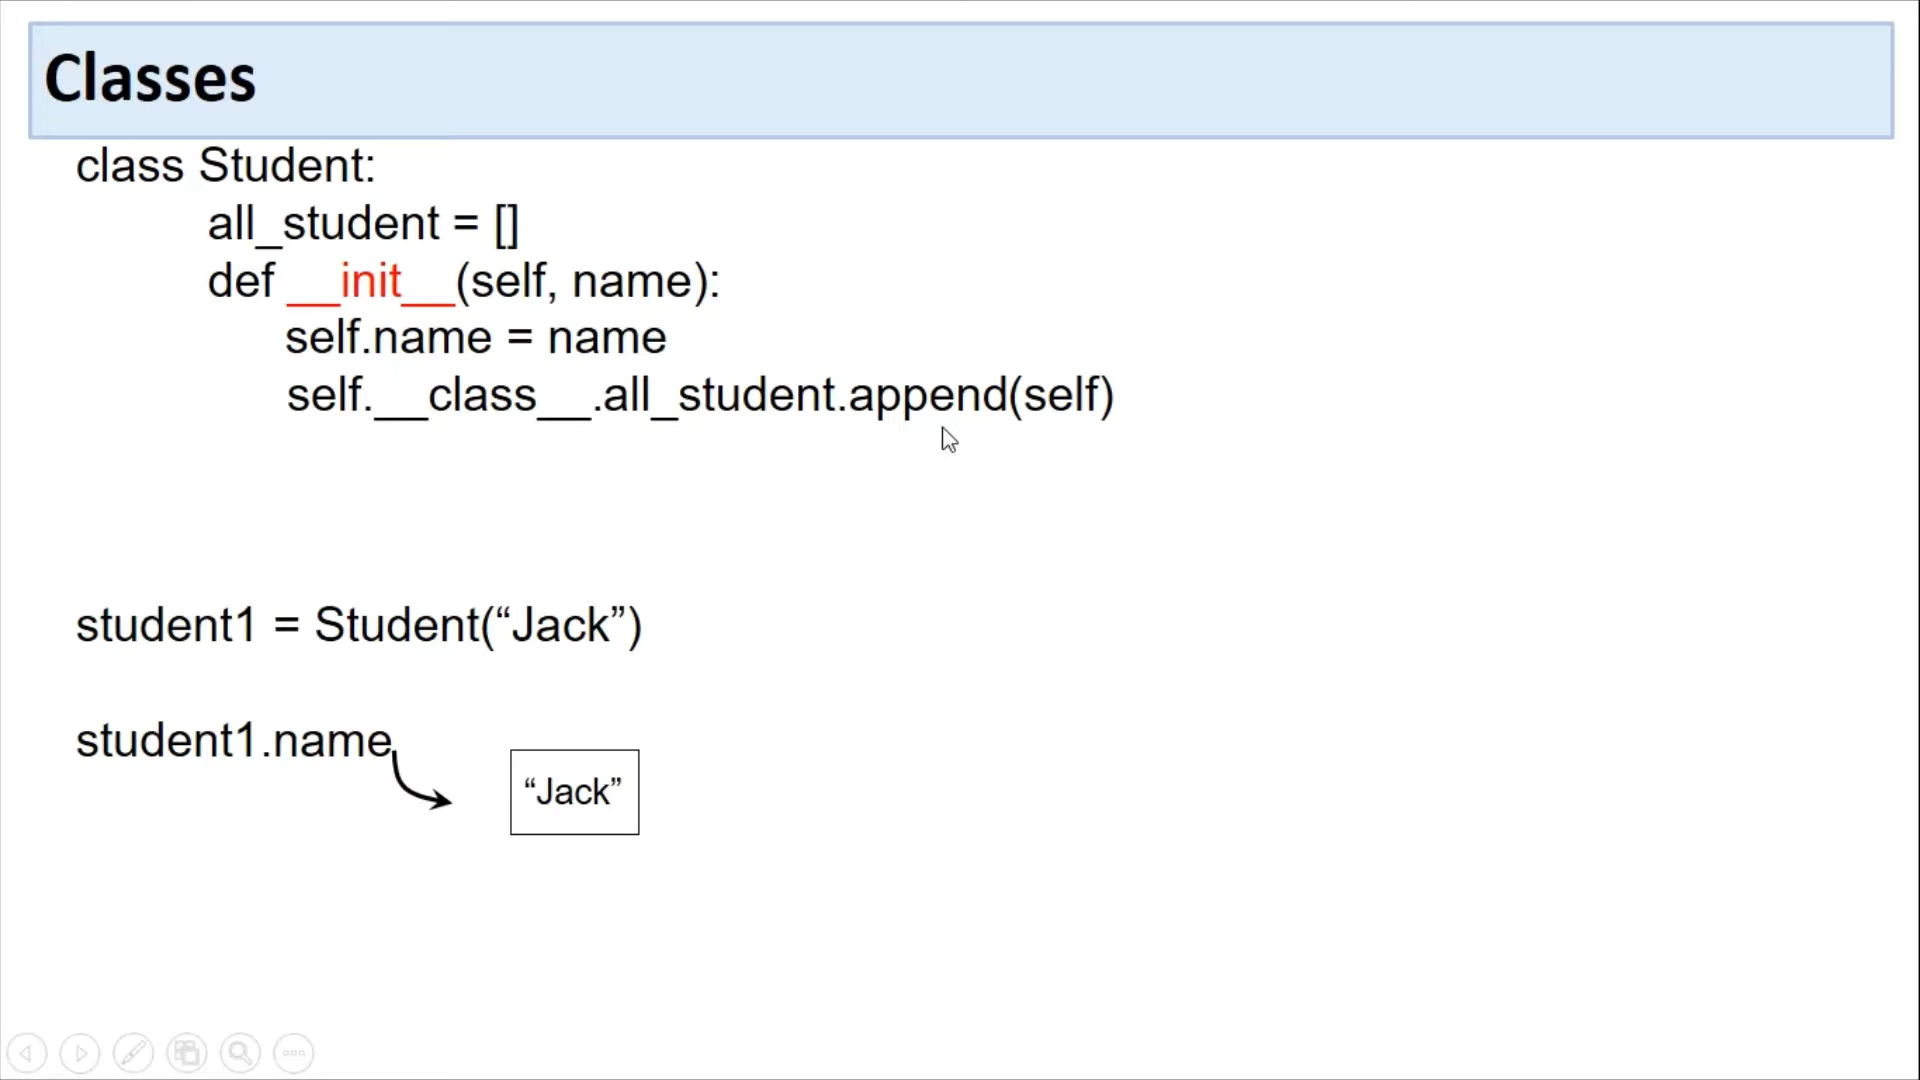 Classes
class Student:
all_student = []
def __init__(self, name):
self.name = name
self.__class__.all_student.append(self)
student1 = Student(“Jack”)
student1.name
“Jack”